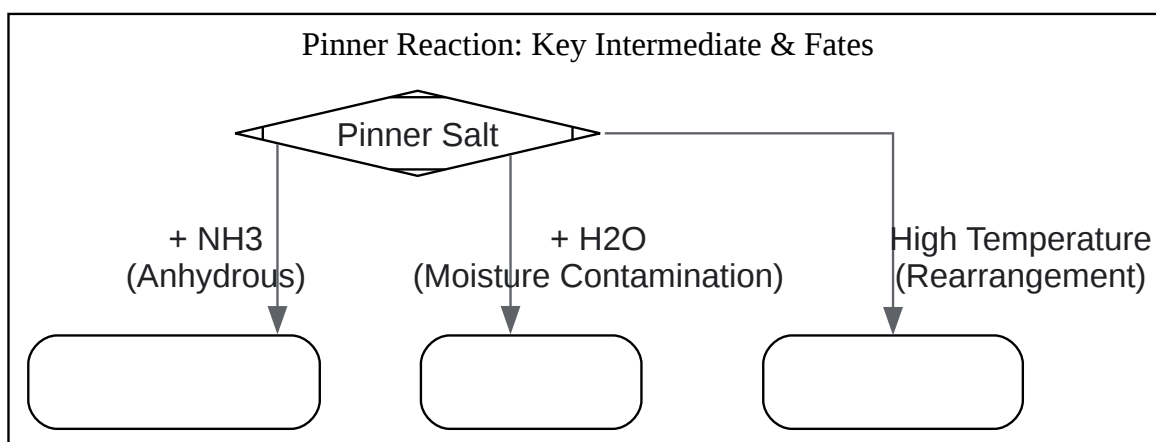 Pinner Reaction: Key Intermediate & Fates
Pinner Salt
+ NH3
(Anhydrous)
+ H2O
(Moisture Contamination)
High Temperature
(Rearrangement)